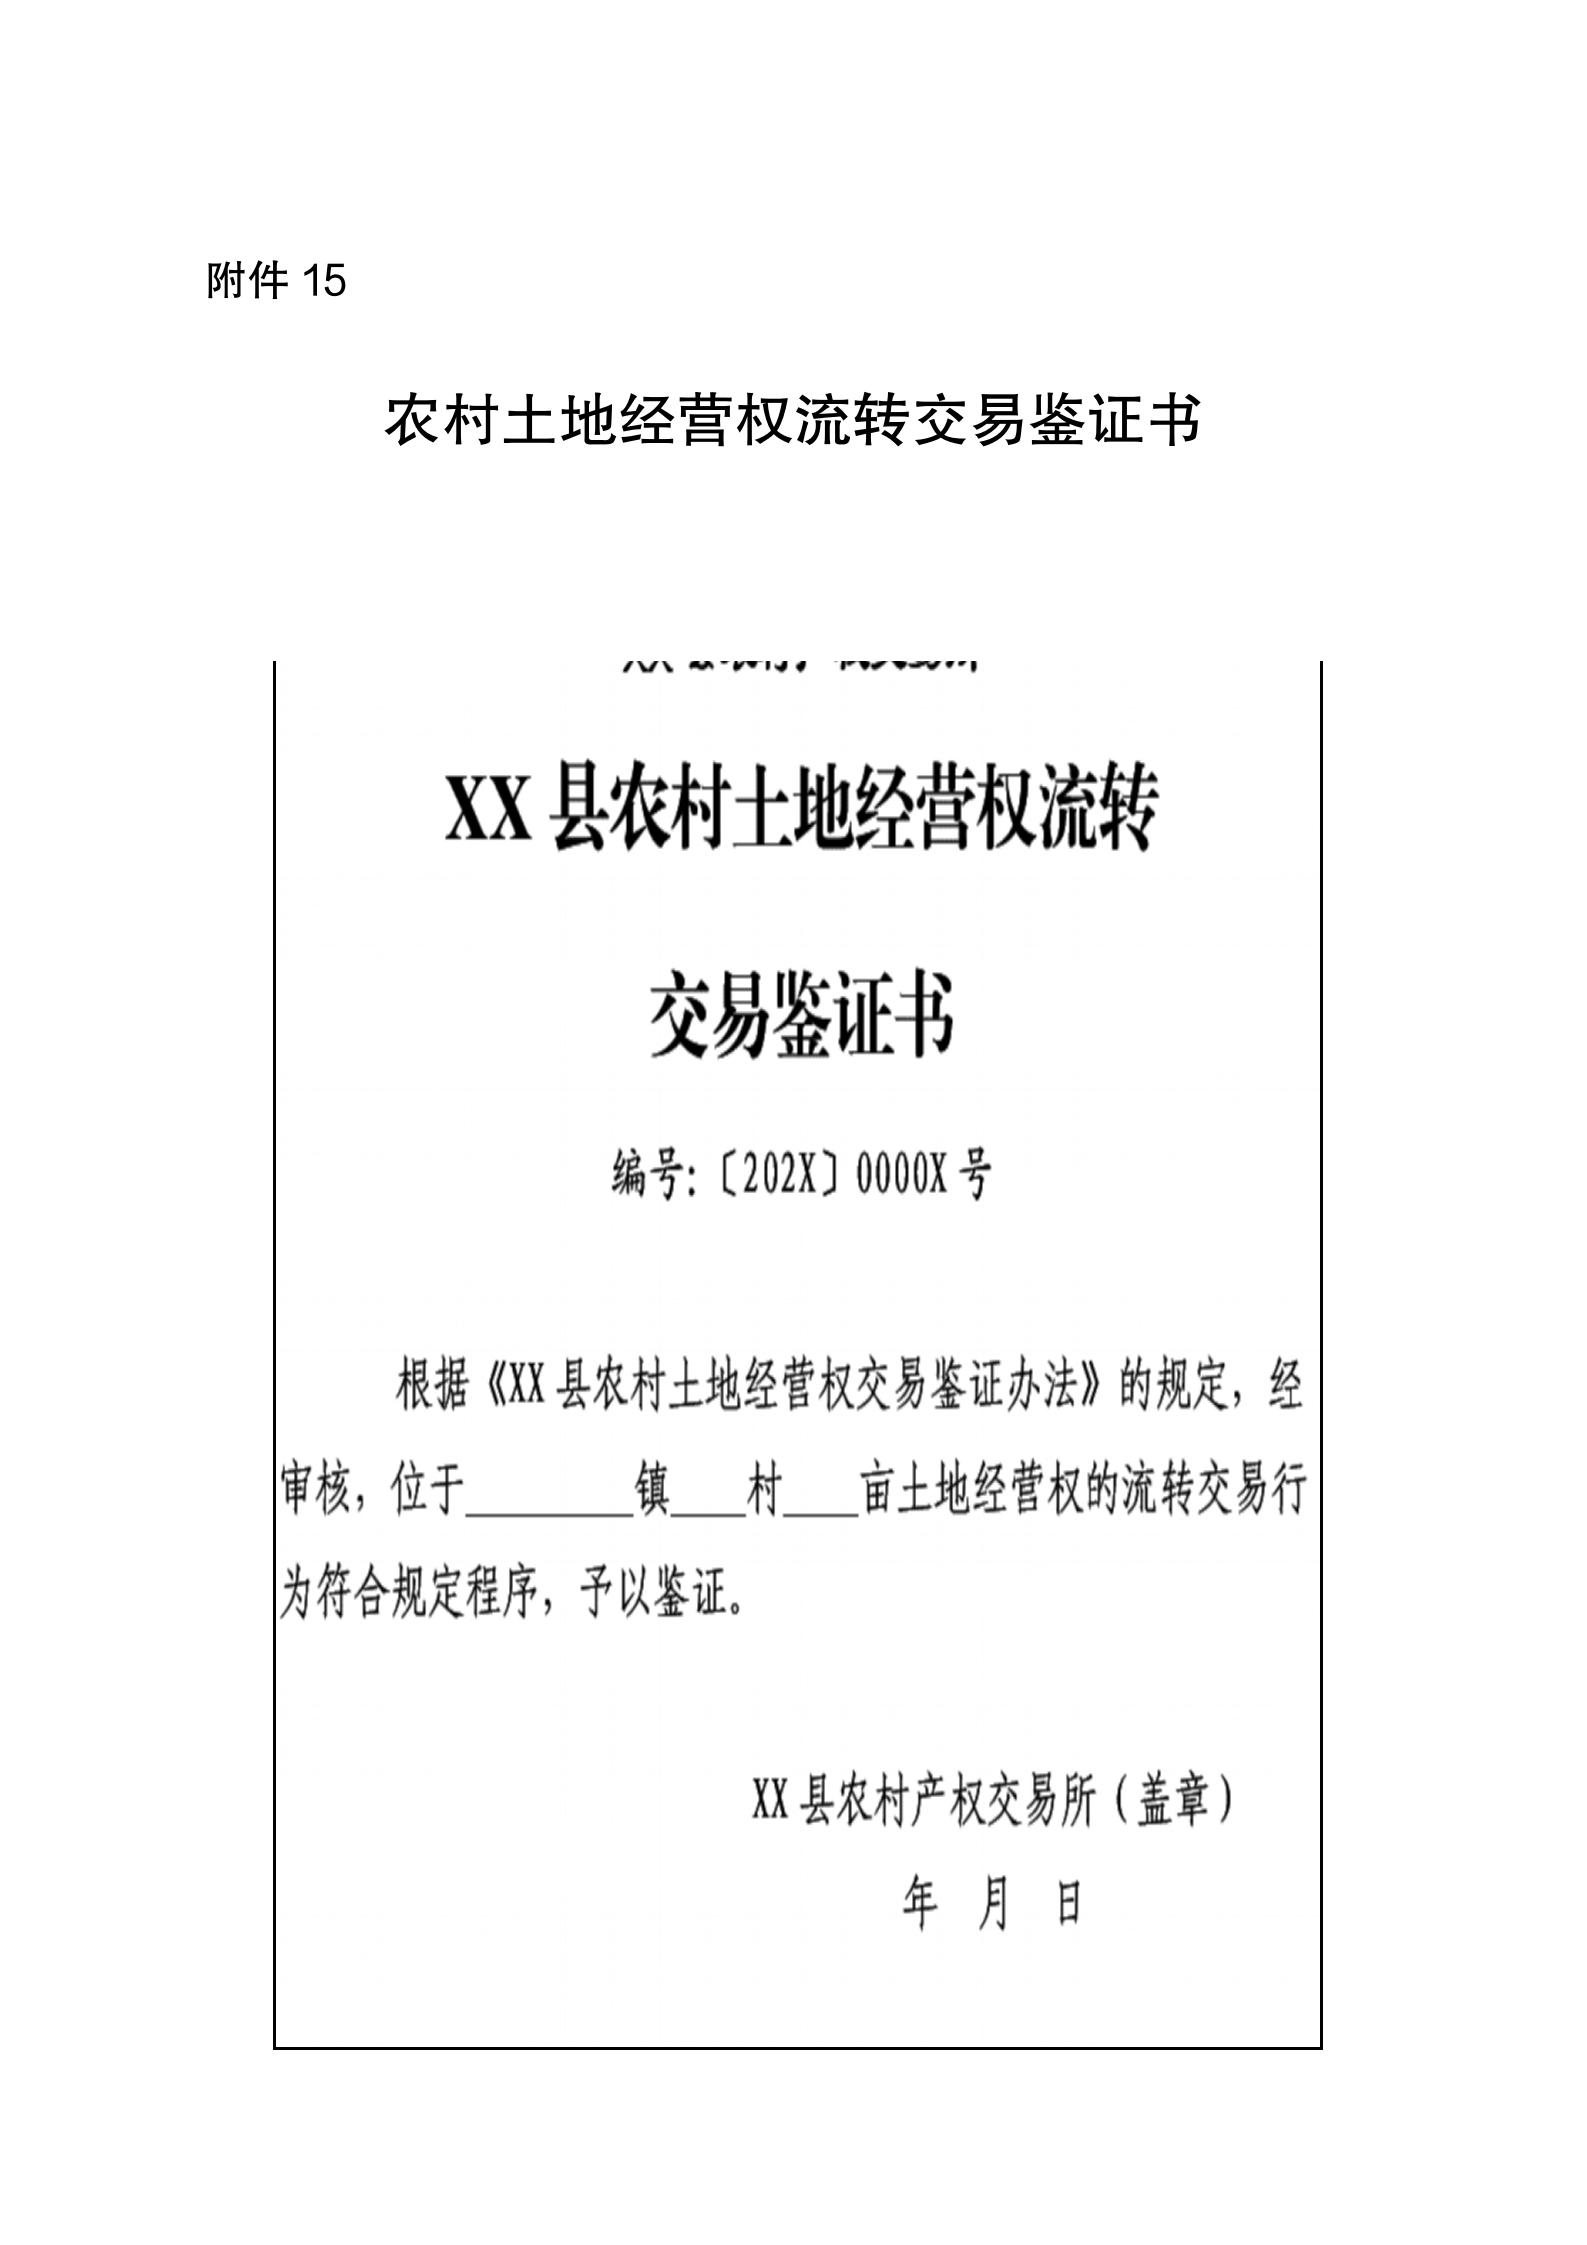 附件 15
农村土地经营权流转交易鉴证书
XX 县农村土地经营权流转
交易鉴证书
编号:〔202X〕0000X 号
根据《XX 县农村土地经营权交易鉴证办法》的规定，经
审核，位于_________镇____村____亩土地经营权的流转交易行
为符合规定程序，予以鉴证。
XX 县农村产权交易所（盖章）
年 月 日